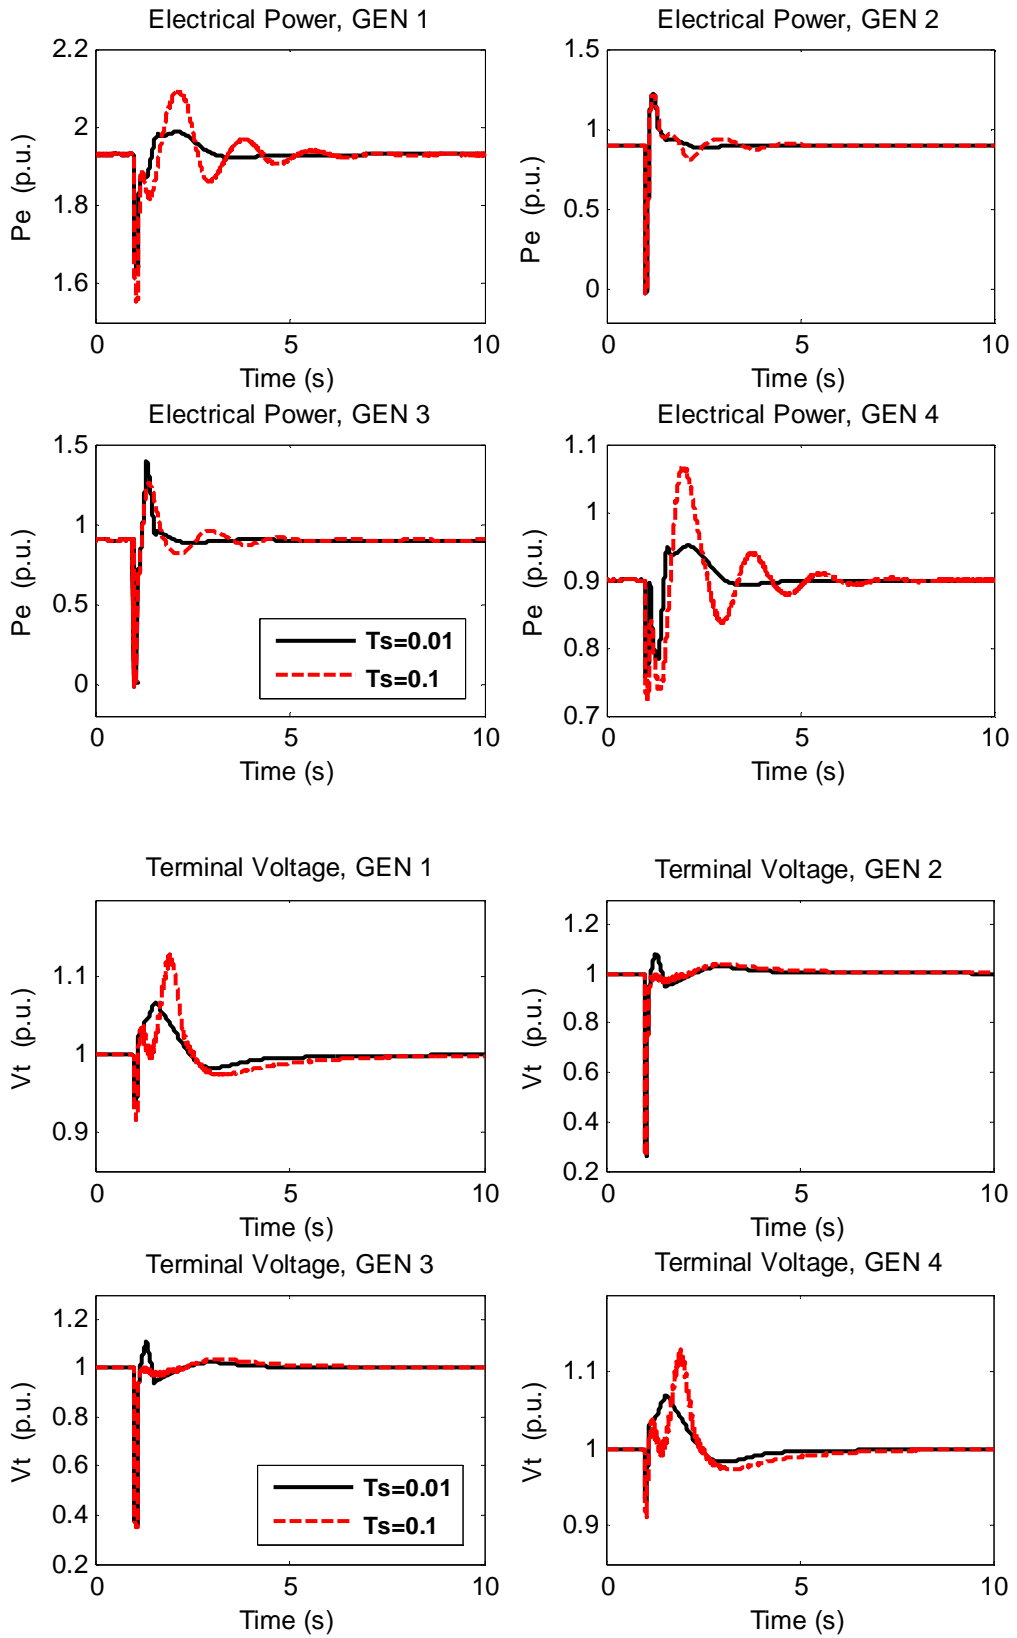 Electrical Power, GEN 1
2.2
2
1.8
1.6
Pe (p.u.)
0
5
10
Time (s)
Electrical Power, GEN 2
1.5
1
0.5
0
Pe (p.u.)
0
5
10
Time (s)
Electrical Power, GEN 3
1.5
1
0.5
0
Pe (p.u.)
Ts=0.01
Ts=0.1
0
5
10
Time (s)
Electrical Power, GEN 4
1.1
1
0.9
0.8
0.7
Pe (p.u.)
0
5
10
Time (s)
Terminal Voltage, GEN 1
1.1
1
0.9
Vt (p.u.)
0
5
10
Time (s)
Terminal Voltage, GEN 2
1.2
1
0.8
0.6
0.4
0.2
Vt (p.u.)
0
5
10
Time (s)
Terminal Voltage, GEN 3
1.2
1
0.8
0.6
0.4
0.2
Vt (p.u.)
Ts=0.01
Ts=0.1
0
5
10
Time (s)
Terminal Voltage, GEN 4
1.1
1
0.9
Vt (p.u.)
0
5
10
Time (s)